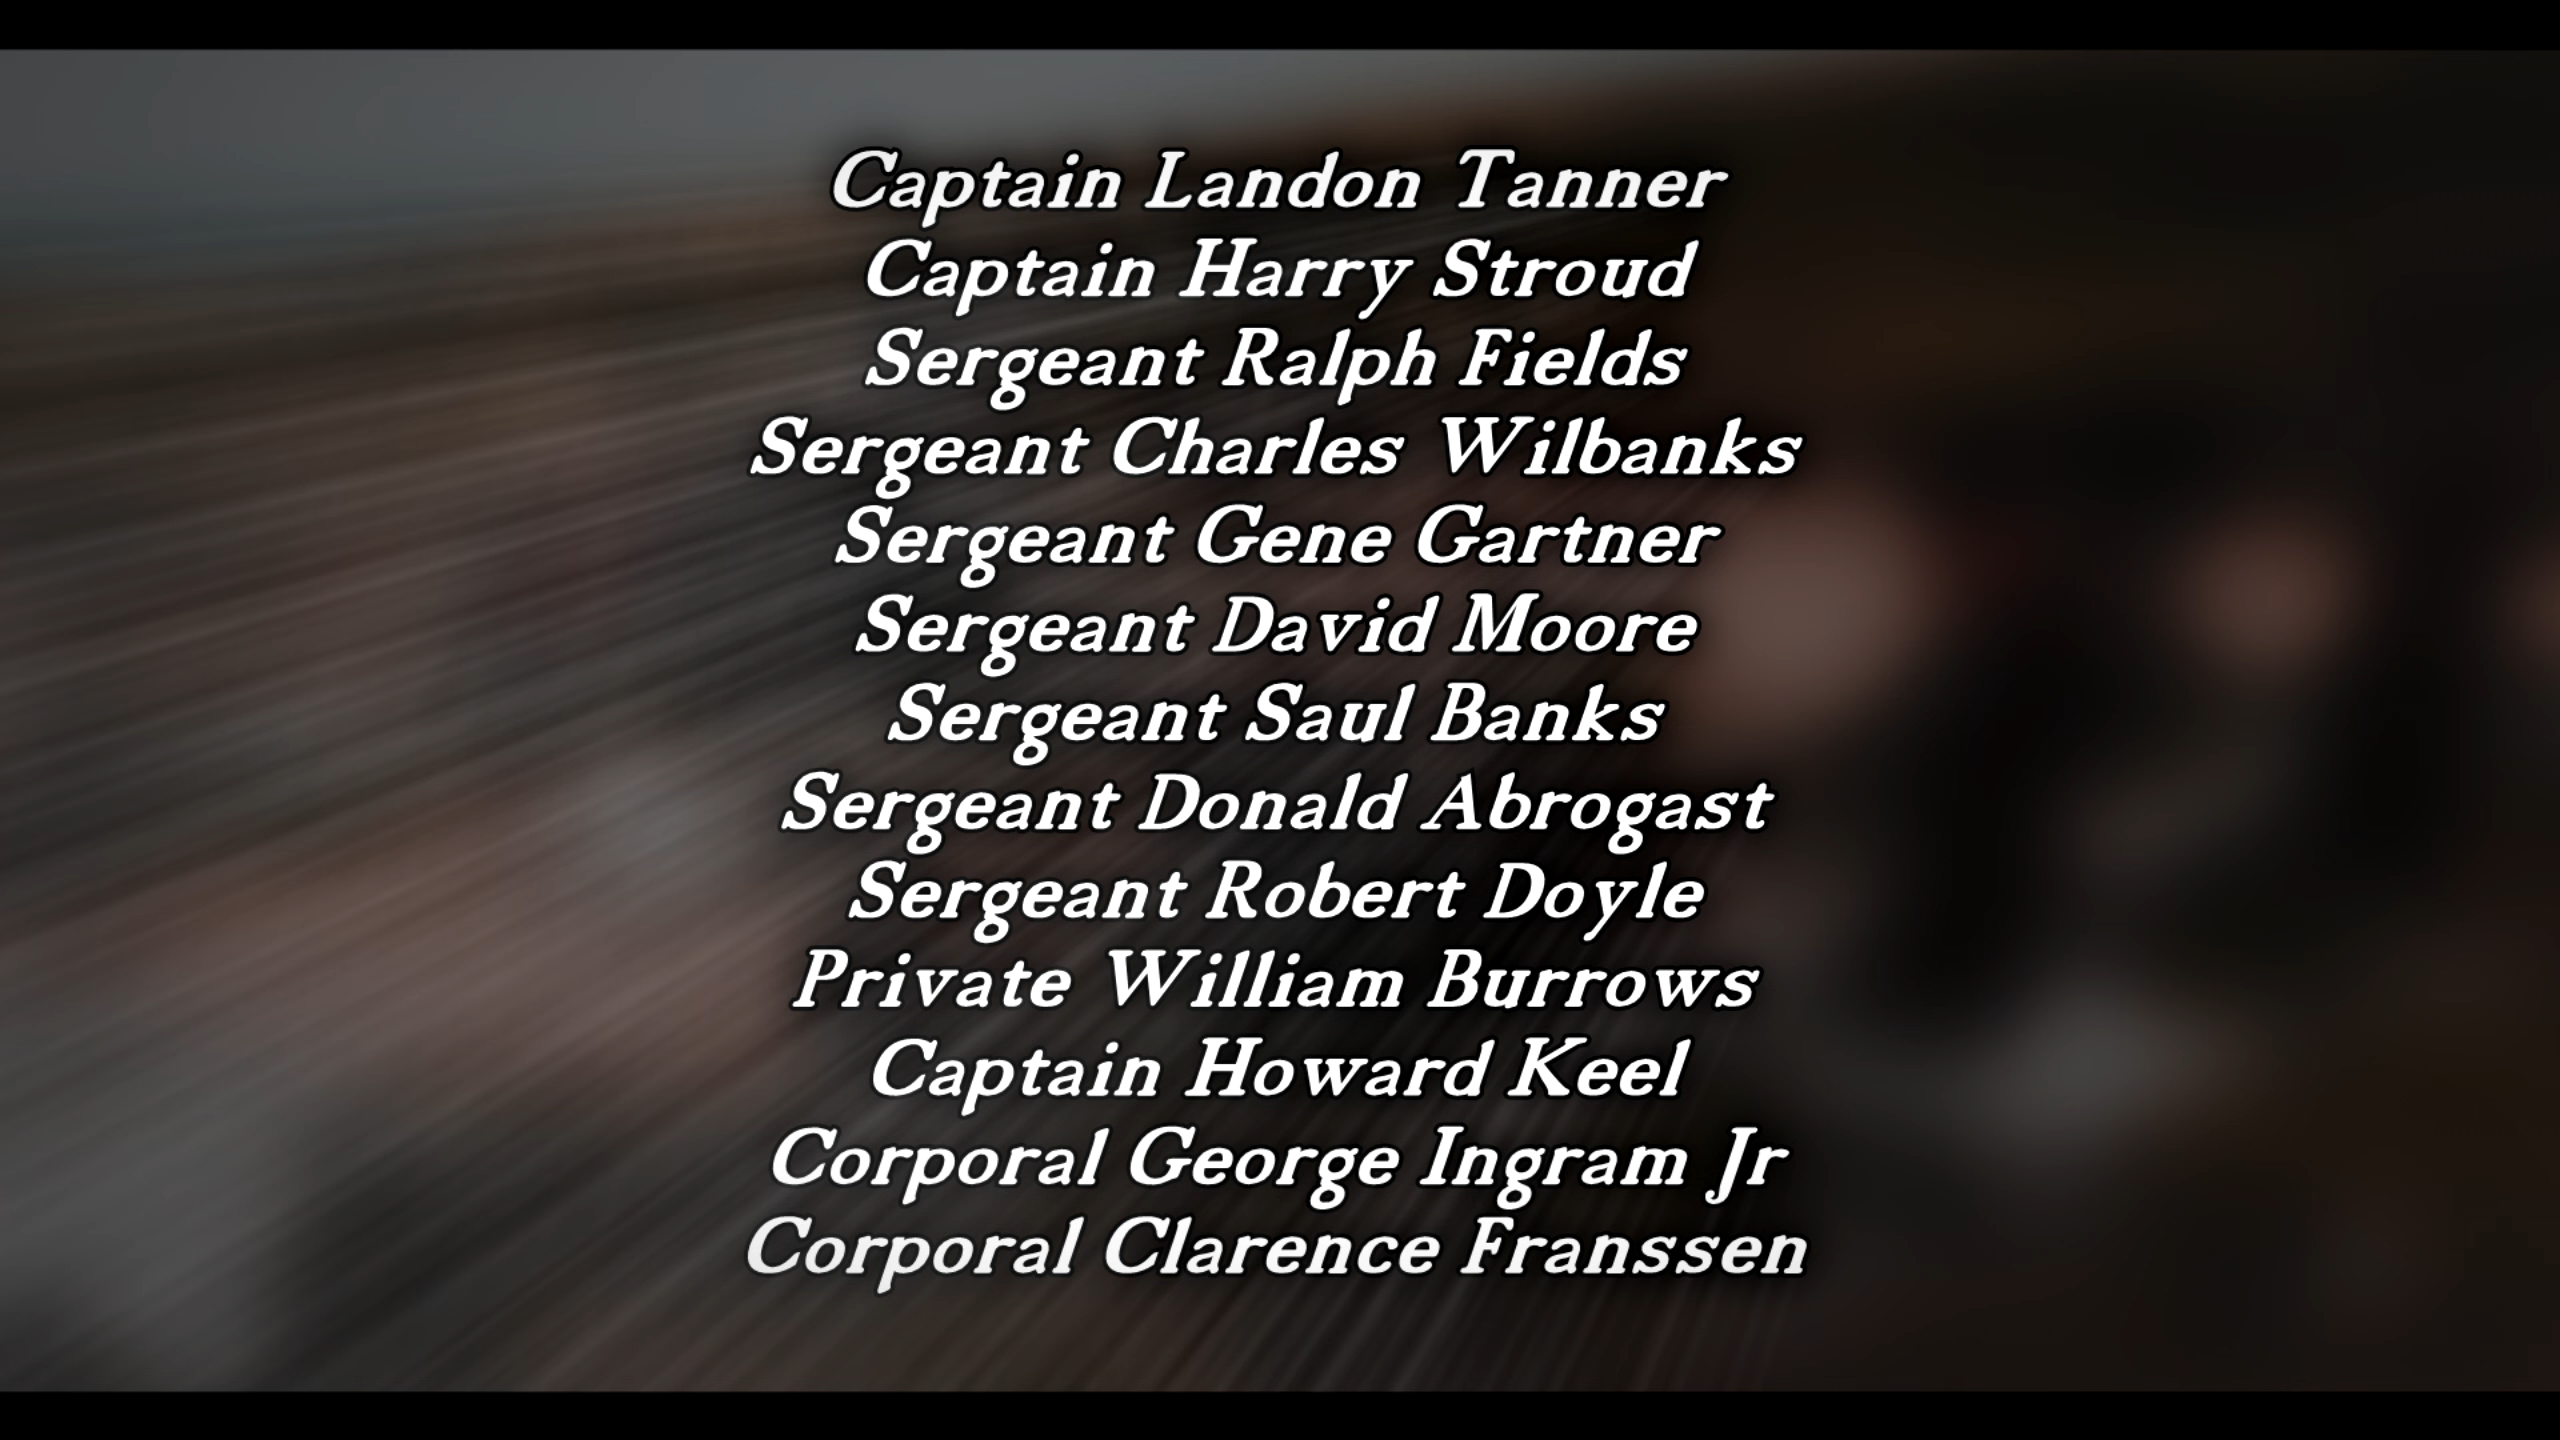 Captain Landon Tanner
Captain Harry Stroud
Sergeant Ralph Fields
Sergeant Charles Wilbanks
Sergeant Gene Gartner
Sergeant David Moore
Sergeant Saul Banks
Sergeant Donald Abrogast
Sergeant Robert Doyle
Private William Burrows
Captain Howard Keel
Corporal George Ingram Jr
Corporal Clarence Franssen